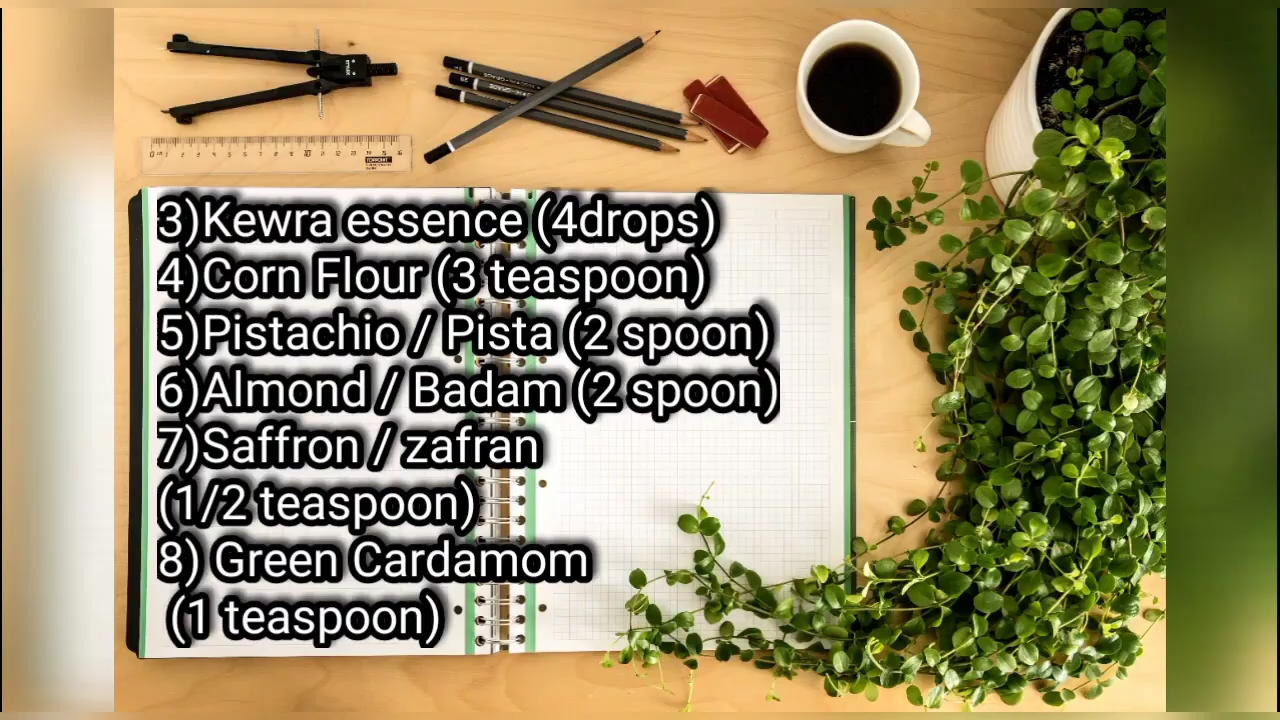 3)Kewra essence (4drops)
4)Corn Flour (3 teaspoon)
5)Pistachio / Pista (2 spoon)
6)Almond / Badam (2 spoon)
7)Saffron / zafran
(1/2 teaspoon)
8) Green Cardamom
(1 teaspoon)